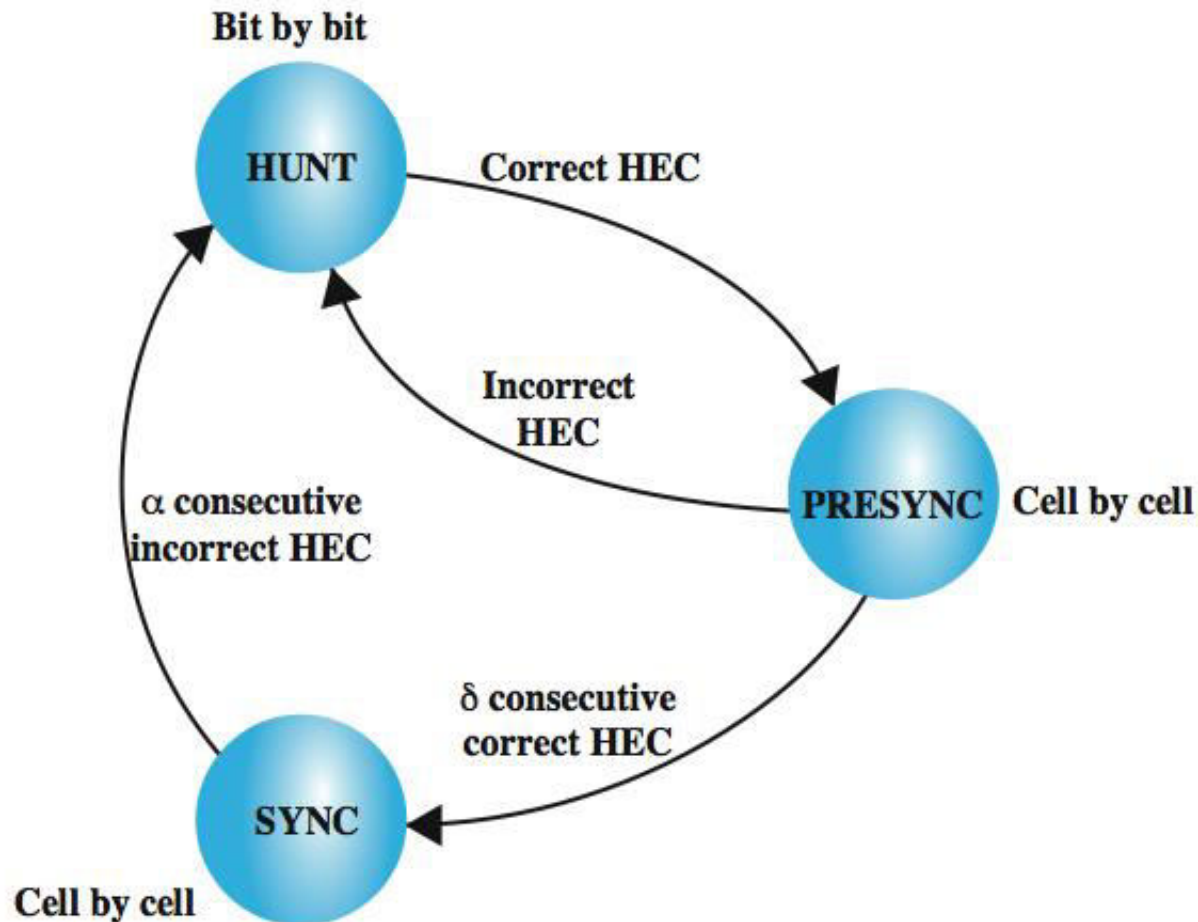 Bit by bit
HUNT
Correct HEC
Incorrect
HEC
PRESYNC
Cell by cell
α consecutive
incorrect HEC
δ consecutive
correct HEC
SYNC
Cell by cell